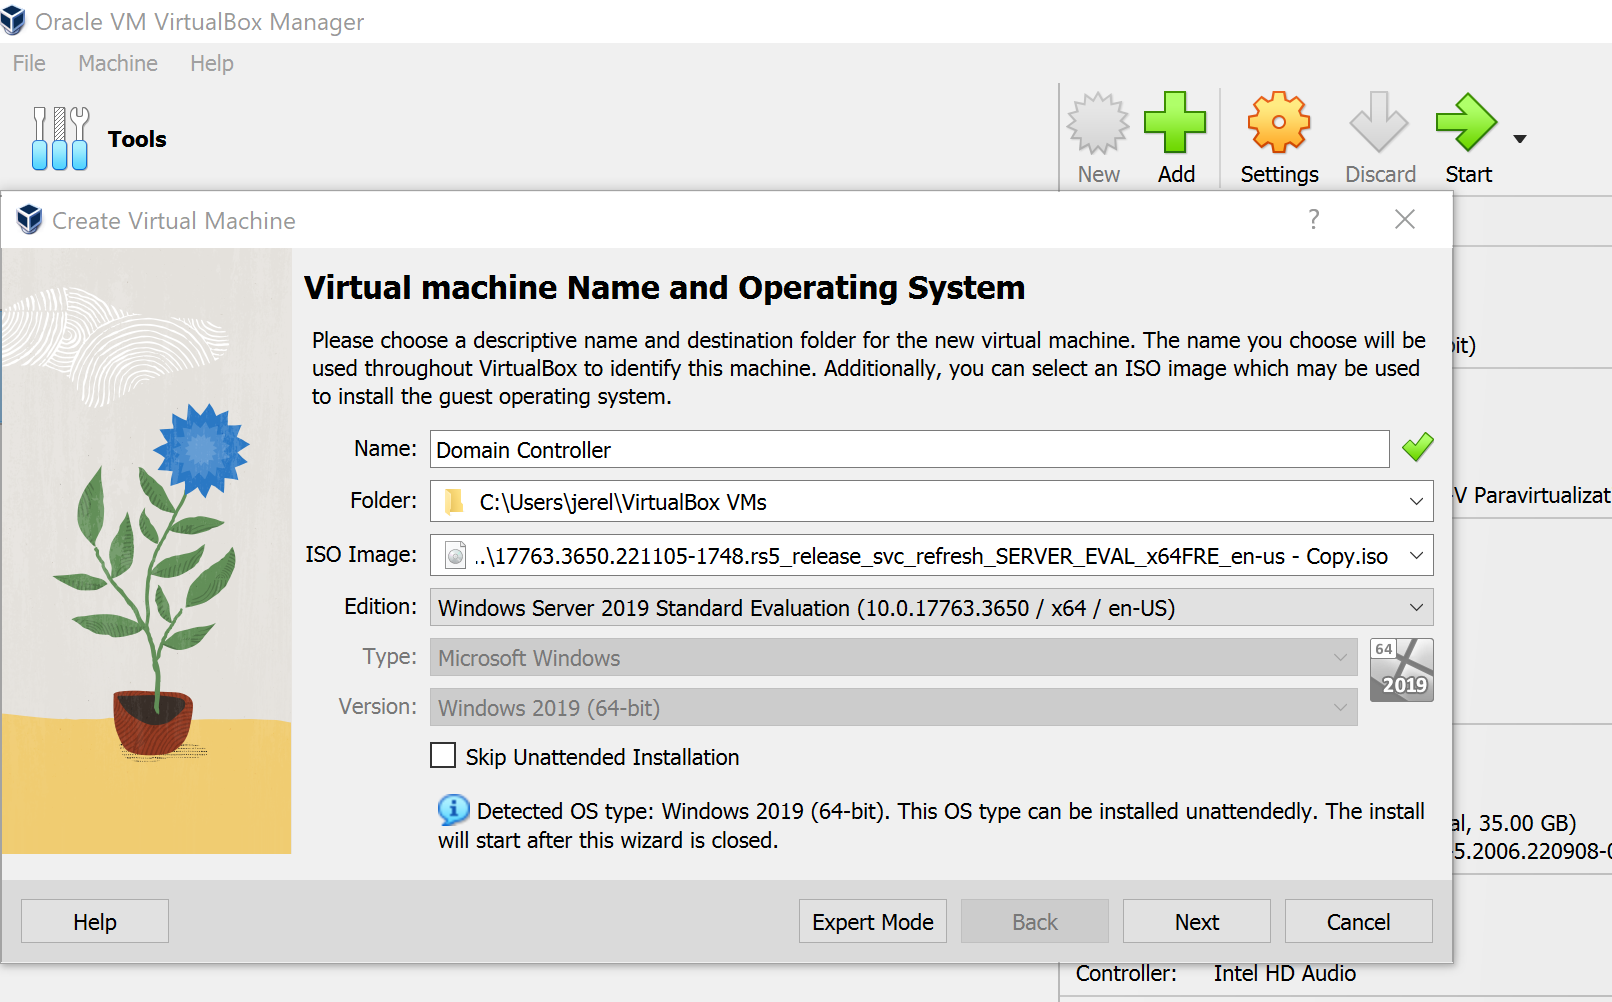 Oracle VM VirtualBox Manager
File Machine Help
Tools
New Add Settings Discard Start
Create Virtual Machine ?
Virtual machine Name and Operating System
Please choose a descriptive name and destination folder for the new virtual machine. The name you choose will be
used throughout VirtualBox to identify this machine. Additionally, you can select an ISO image which may be used
to install the guest operating system.
Name: Domain Controller
Folder: C:\Users\jerel\VirtualBox VMs
ISO Image: ..\17763.3650.221105-1748.rs5_release_svc_refresh_SERVER_EVAL_x64FRE_en-us - Copy.iso
Edition: Windows Server 2019 Standard Evaluation (10.0.17763.3650 / x64 / en-US)
Type: Microsoft Windows
64
2019
Version: Windows 2019 (64-bit)
Skip Unattended Installation
Detected OS type: Windows 2019 (64-bit). This OS type can be installed unattendedly. The install
will start after this wizard is closed.
Help Expert Mode Back Next Cancel
it)
-V Paravirtualizat
al, 35.00 GB)
-5.2006.220908-0
Controller: Intel HD Audio